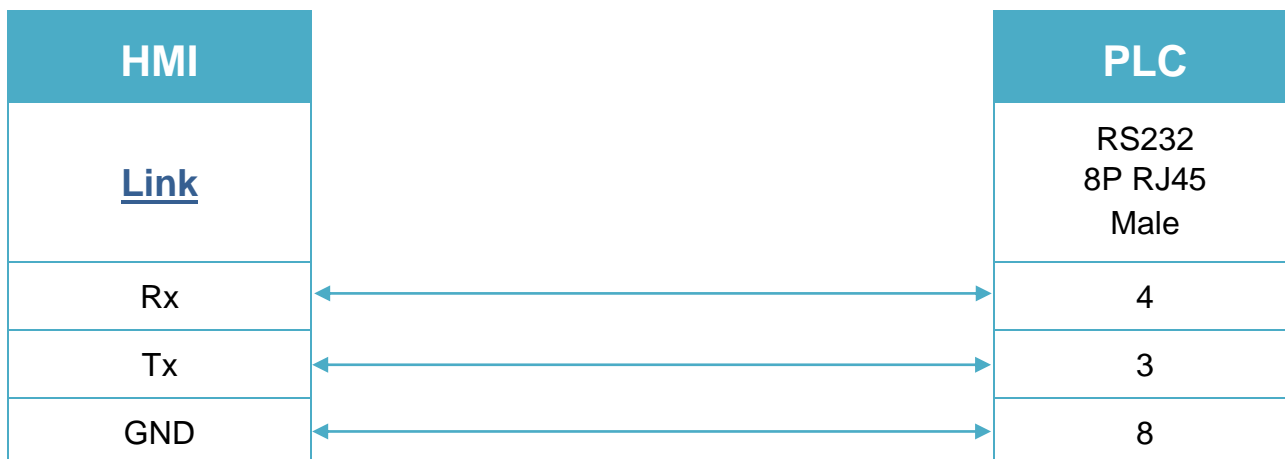 HMI PLC
Link RS232
8P RJ45
Male
Rx 4
Tx 3
GND 8